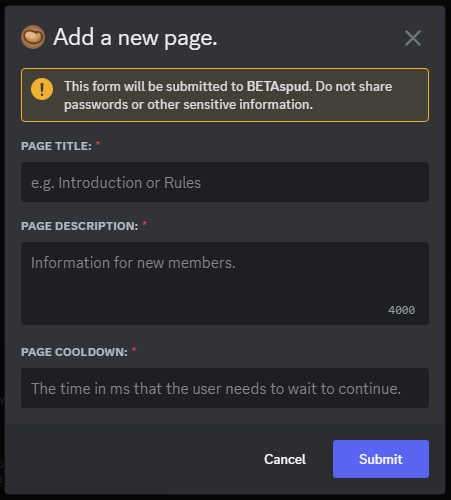 Add a new page.
This form will be submitted to BETAspud. Do not share
passwords or other sensitive information.
PAGE TITLE: *
e.g. Introduction or Rules
PAGE DESCRIPTION: *
Information for new members.
4000
PAGE COOLDOWN: *
The time in ms that the user needs to wait to continue.
Cancel
Submit